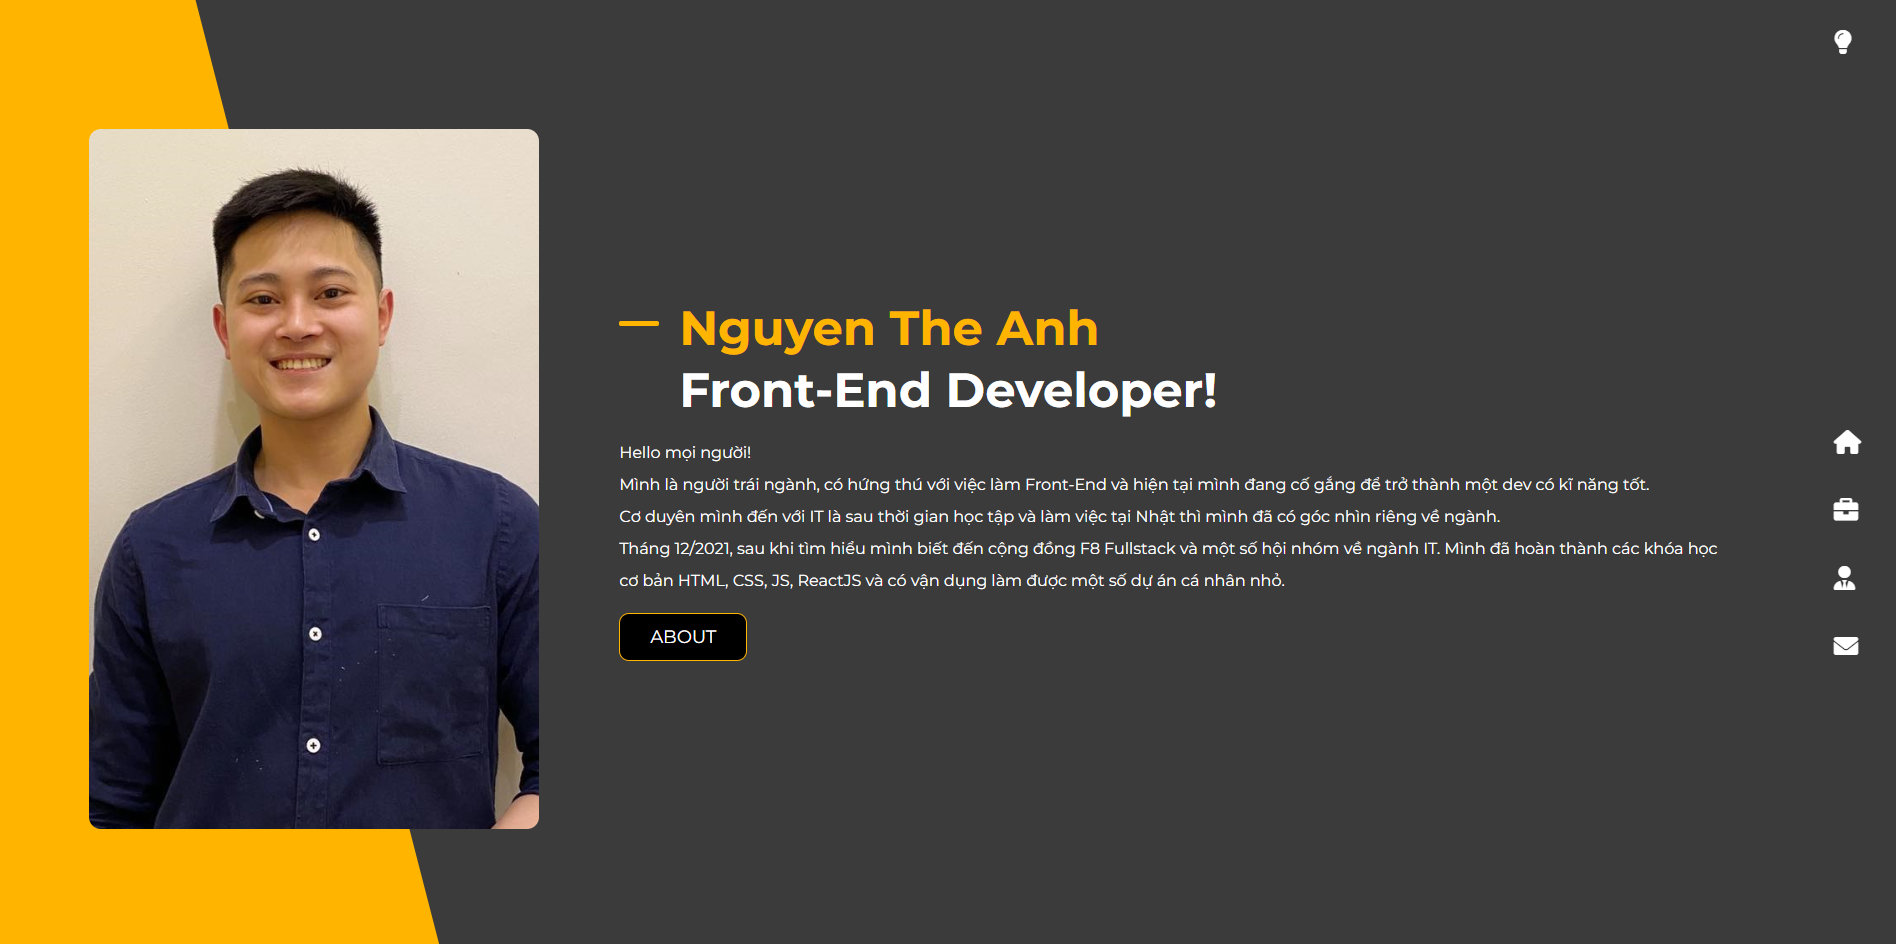 Nguyen The Anh
Front-End Developer!
Hello mọi người!
Mình là người trái ngành, có hứng thú với việc làm Front-End và hiện tại mình đang cố gắng để trở thành một dev có kĩ năng tốt.
Cơ duyên mình đến với IT là sau thời gian học tập và làm việc tại Nhật thì mình đã có góc nhìn riêng về ngành.
Tháng 12/2021, sau khi tìm hiểu mình biết đến cộng đồng F8 Fullstack và một số hội nhóm về ngành IT. Mình đã hoàn thành các khóa học
cơ bản HTML, CSS, JS, ReactJS và có vận dụng làm được một số dự án cá nhân nhỏ.
ABOUT